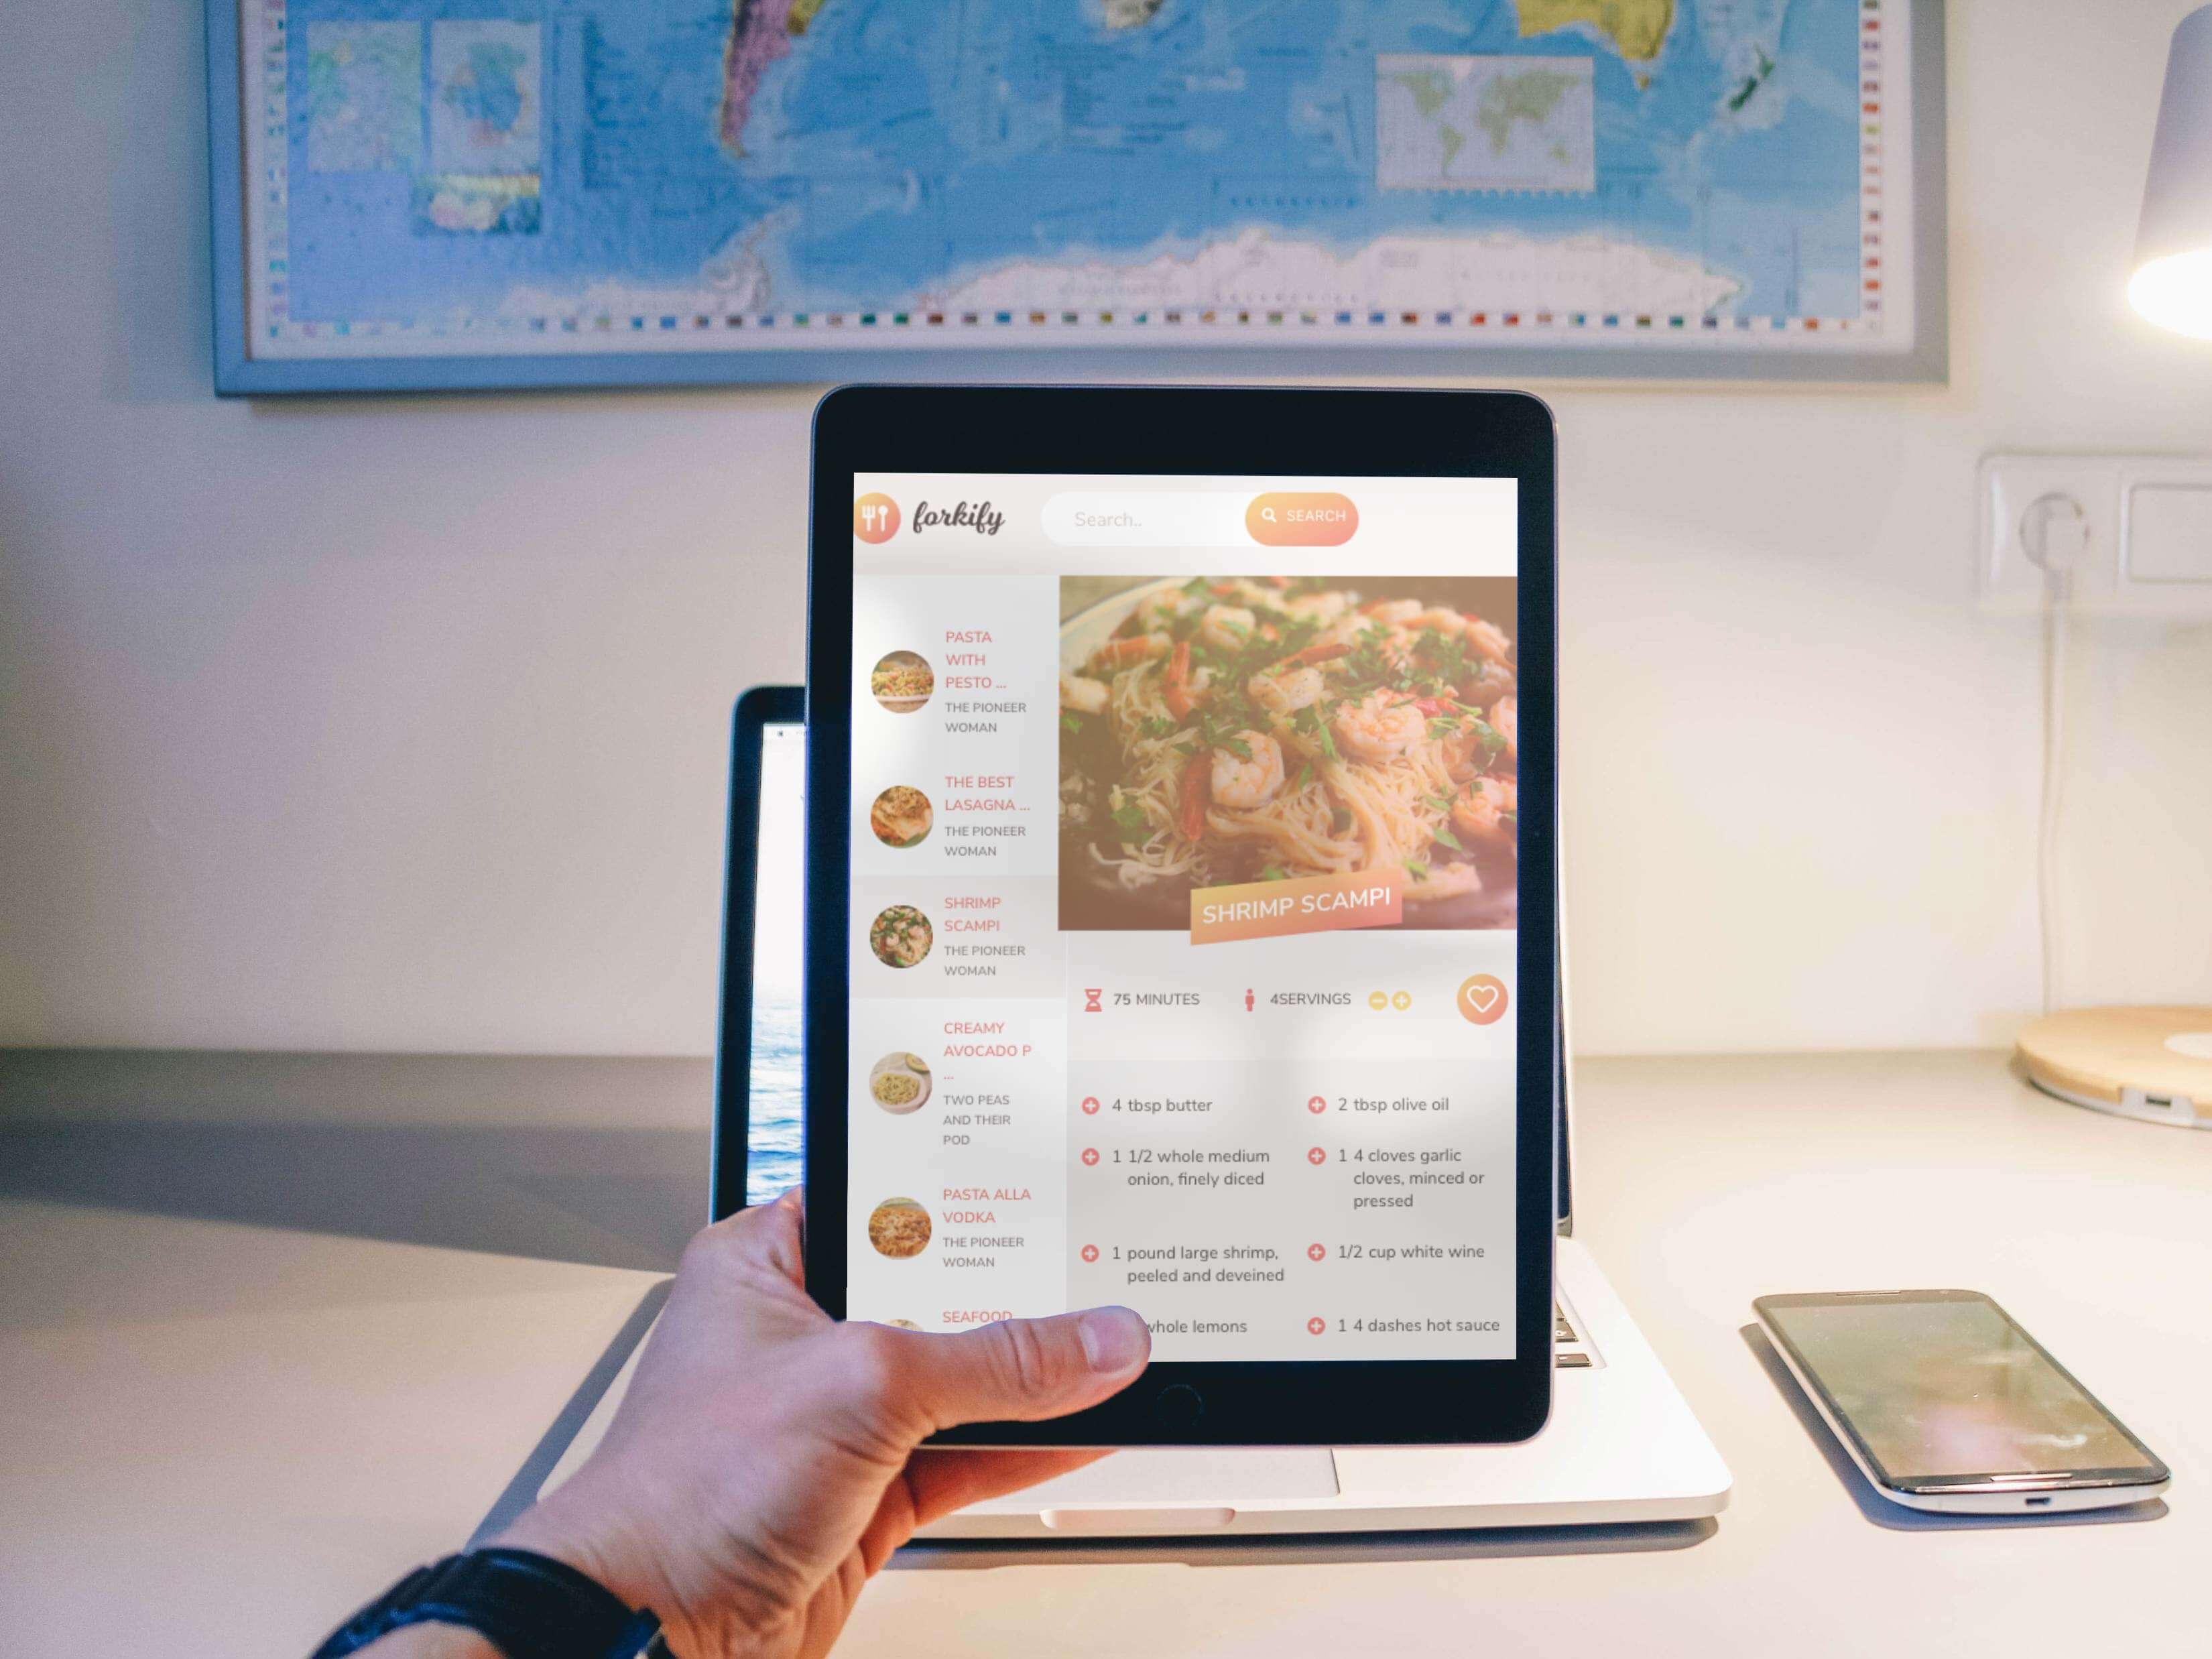 forkify
Search..
SEARCH
PASTA
WITH
PESTO ...
THE PIONEER
WOMAN
THE BEST
LASAGNA ...
THE PIONEER
WOMAN
SHRIMP
SCAMPI
THE PIONEER
WOMAN
CREAMY
AVOCADO P
...
TWO PEAS
AND THEIR
POD
PASTA ALLA
VODKA
THE PIONEER
WOMAN
SEAFOOD
SHRIMP SCAMPI
75 MINUTES
4SERVINGS
4 tbsp butter
2 tbsp olive oil
1 1/2 whole medium
onion, finely diced
1 4 cloves garlic
cloves, minced or
pressed
1 pound large shrimp,
peeled and deveined
1/2 cup white wine
whole lemons
1 4 dashes hot sauce